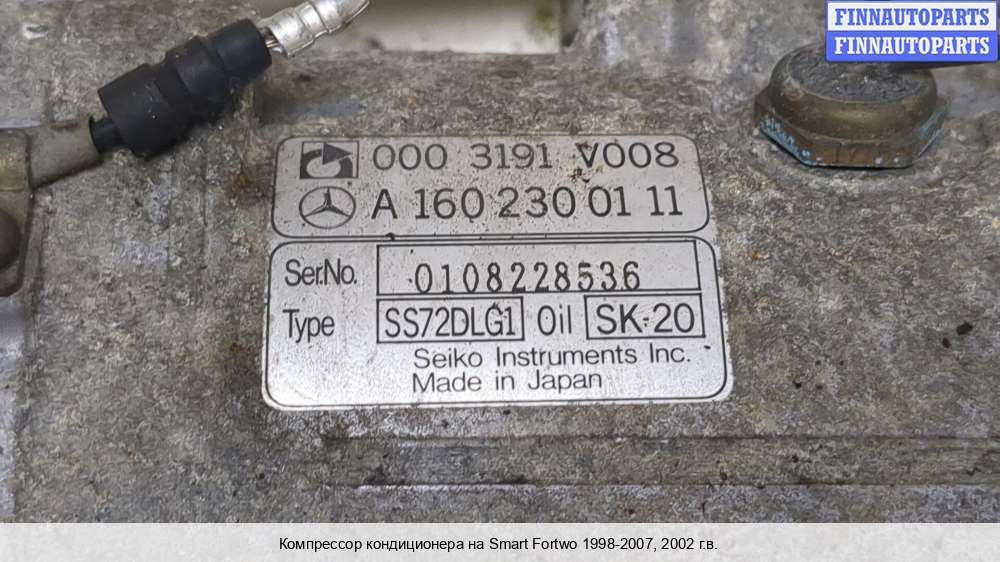 FINNAUTOPARTS
FINNAUTOPARTS
000 3191 V008
A 160 230 01 11
Ser.No. 0108228536
Type SS72DLG1 Oil SK-20
Seiko Instruments Inc.
Made in Japan
Компрессор кондиционера на Smart Fortwo 1998-2007, 2002 г.в.